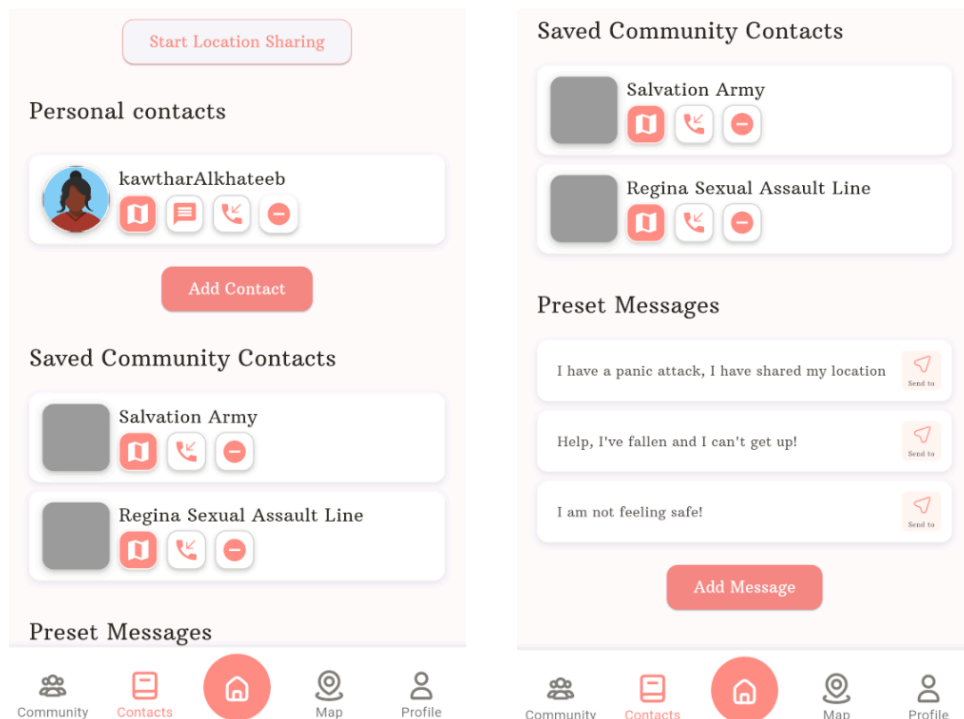 Start Location Sharing
Personal contacts
kawtharAlkhateeb
Add Contact
Saved Community Contacts
Salvation Army
Regina Sexual Assault Line
Preset Messages
Community
Contacts
Map
Profile
Saved Community Contacts
Salvation Army
Regina Sexual Assault Line
Preset Messages
I have a panic attack, I have shared my location
Send to
Help, I've fallen and I can't get up!
Send to
I am not feeling safe!
Send to
Add Message
Community
Contacts
Map
Profile